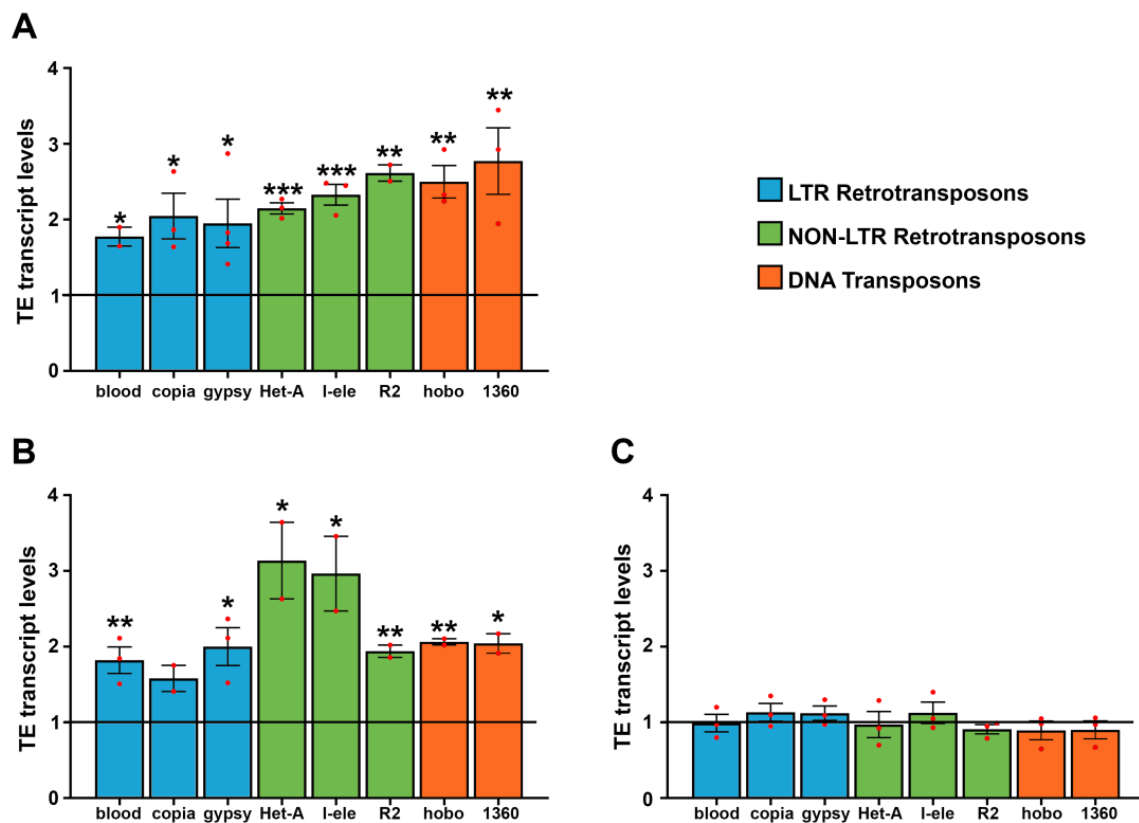 A
TE transcript levels
4
3
2
1
0
*
*
*
***
***
**
**
**
blood copia gypsy Het-A I-ele R2 hobo 1360
LTR Retrotransposons
NON-LTR Retrotransposons
DNA Transposons
B
TE transcript levels
4
3
2
1
0
**
*
*
*
**
**
*
blood copia gypsy Het-A I-ele R2 hobo 1360
C
TE transcript levels
4
3
2
1
0
blood copia gypsy Het-A I-ele R2 hobo 1360